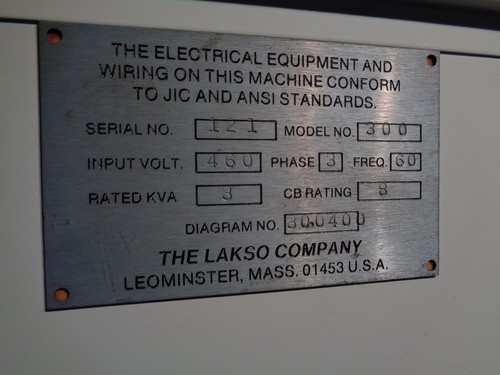 THE ELECTRICAL EQUIPMENT AND
WIRING ON THIS MACHINE CONFORM
TO JIC AND ANSI STANDARDS.
SERIAL NO. 121 MODEL NO. 300
INPUT VOLT. 460 PHASE 3 FREQ. 60
RATED KVA 3 CB RATING 8
DIAGRAM NO. 30.0400
THE LAKSO COMPANY
LEOMINSTER, MASS. 01453 U.S.A.